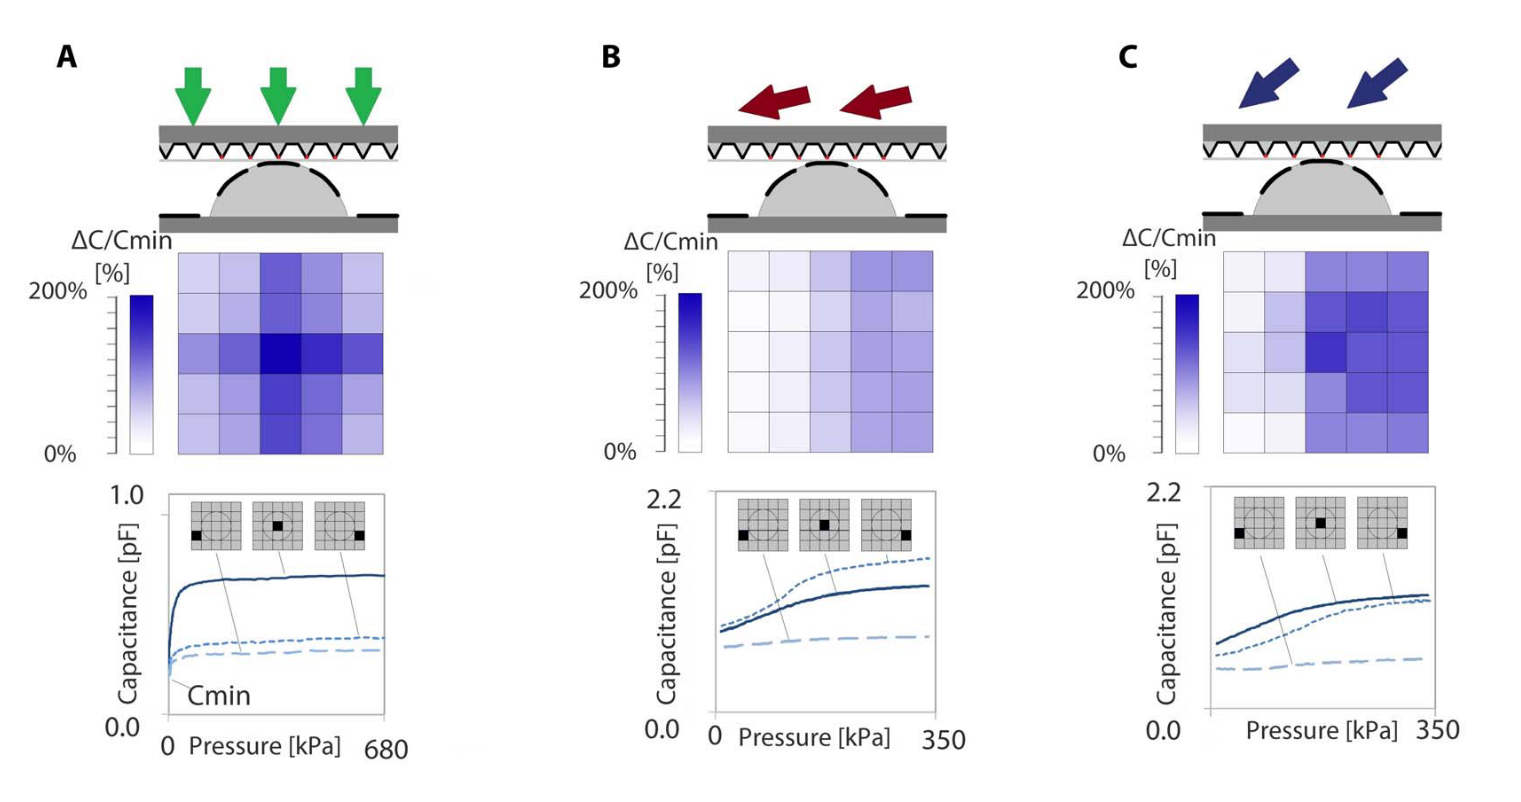 A
B
C
ΔC/Cmin
[%]
200%
0%
ΔC/Cmin
[%]
200%
0%
ΔC/Cmin
[%]
200%
0%
1.0
Capacitance [pF]
Cmin
0.0
0 Pressure [kPa] 680
2.2
Capacitance [pF]
0.0
0 Pressure [kPa] 350
2.2
Capacitance [pF]
0.0
Pressure [kPa] 350